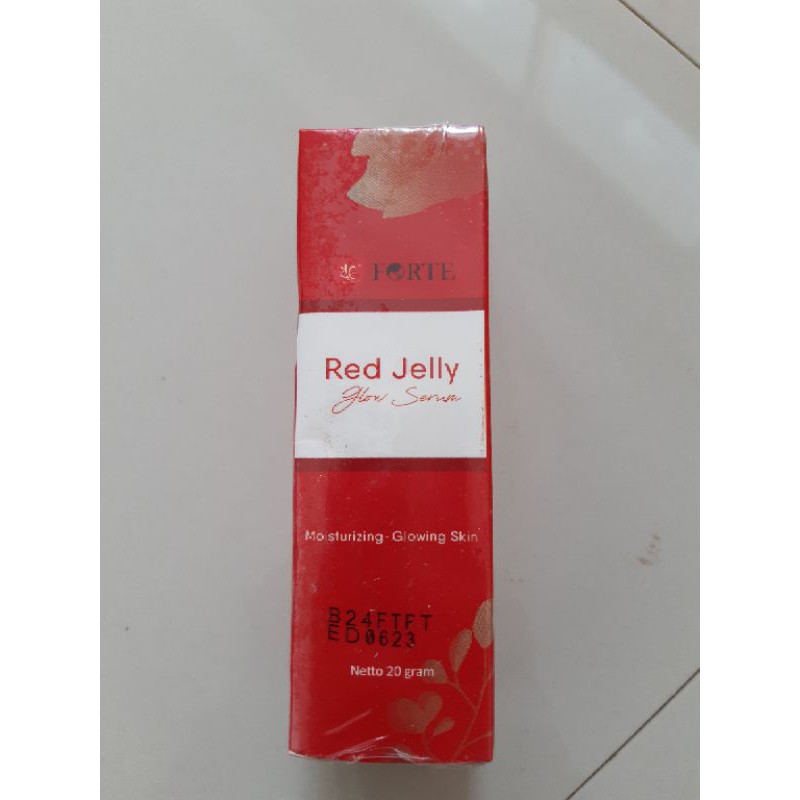 FORTE
Red Jelly
Glow Serum
Moisturizing-Glowing Skin
B24FTFT
ED0623
Netto 20 gram